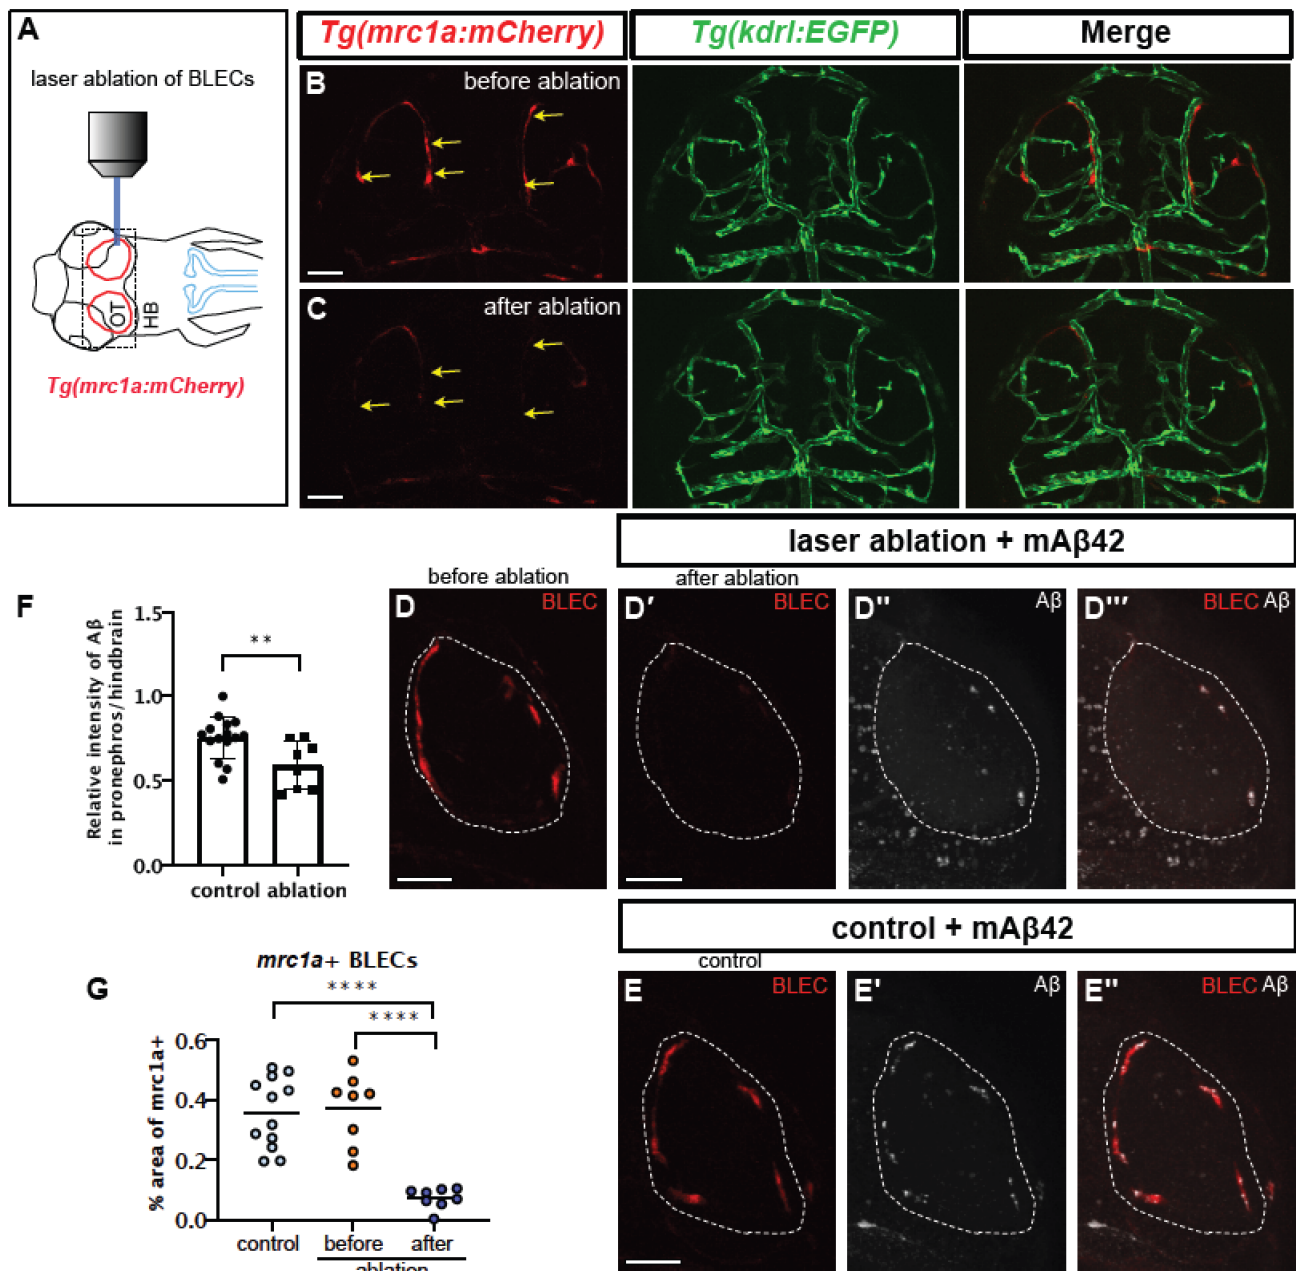 A
laser ablation of BLECs
OT
HB
Tg(mrc1a:mCherry)
Tg(mrc1a:mCherry)
Tg(kdrl:EGFP)
Merge
B
before ablation
C
after ablation
laser ablation + mAβ42
before ablation
after ablation
D
BLEC
D′
BLEC
D″
Aβ
D‴
BLEC Aβ
F
Relative intensity of Aβ
in pronephros/hindbrain
1.5
1.0
0.5
0.0
**
control ablation
control + mAβ42
control
E
BLEC
E'
Aβ
E"
BLEC Aβ
G
mrc1a+ BLECs
****
****
% area of mrc1a+
0.6
0.4
0.2
0.0
control
before
after
ablation